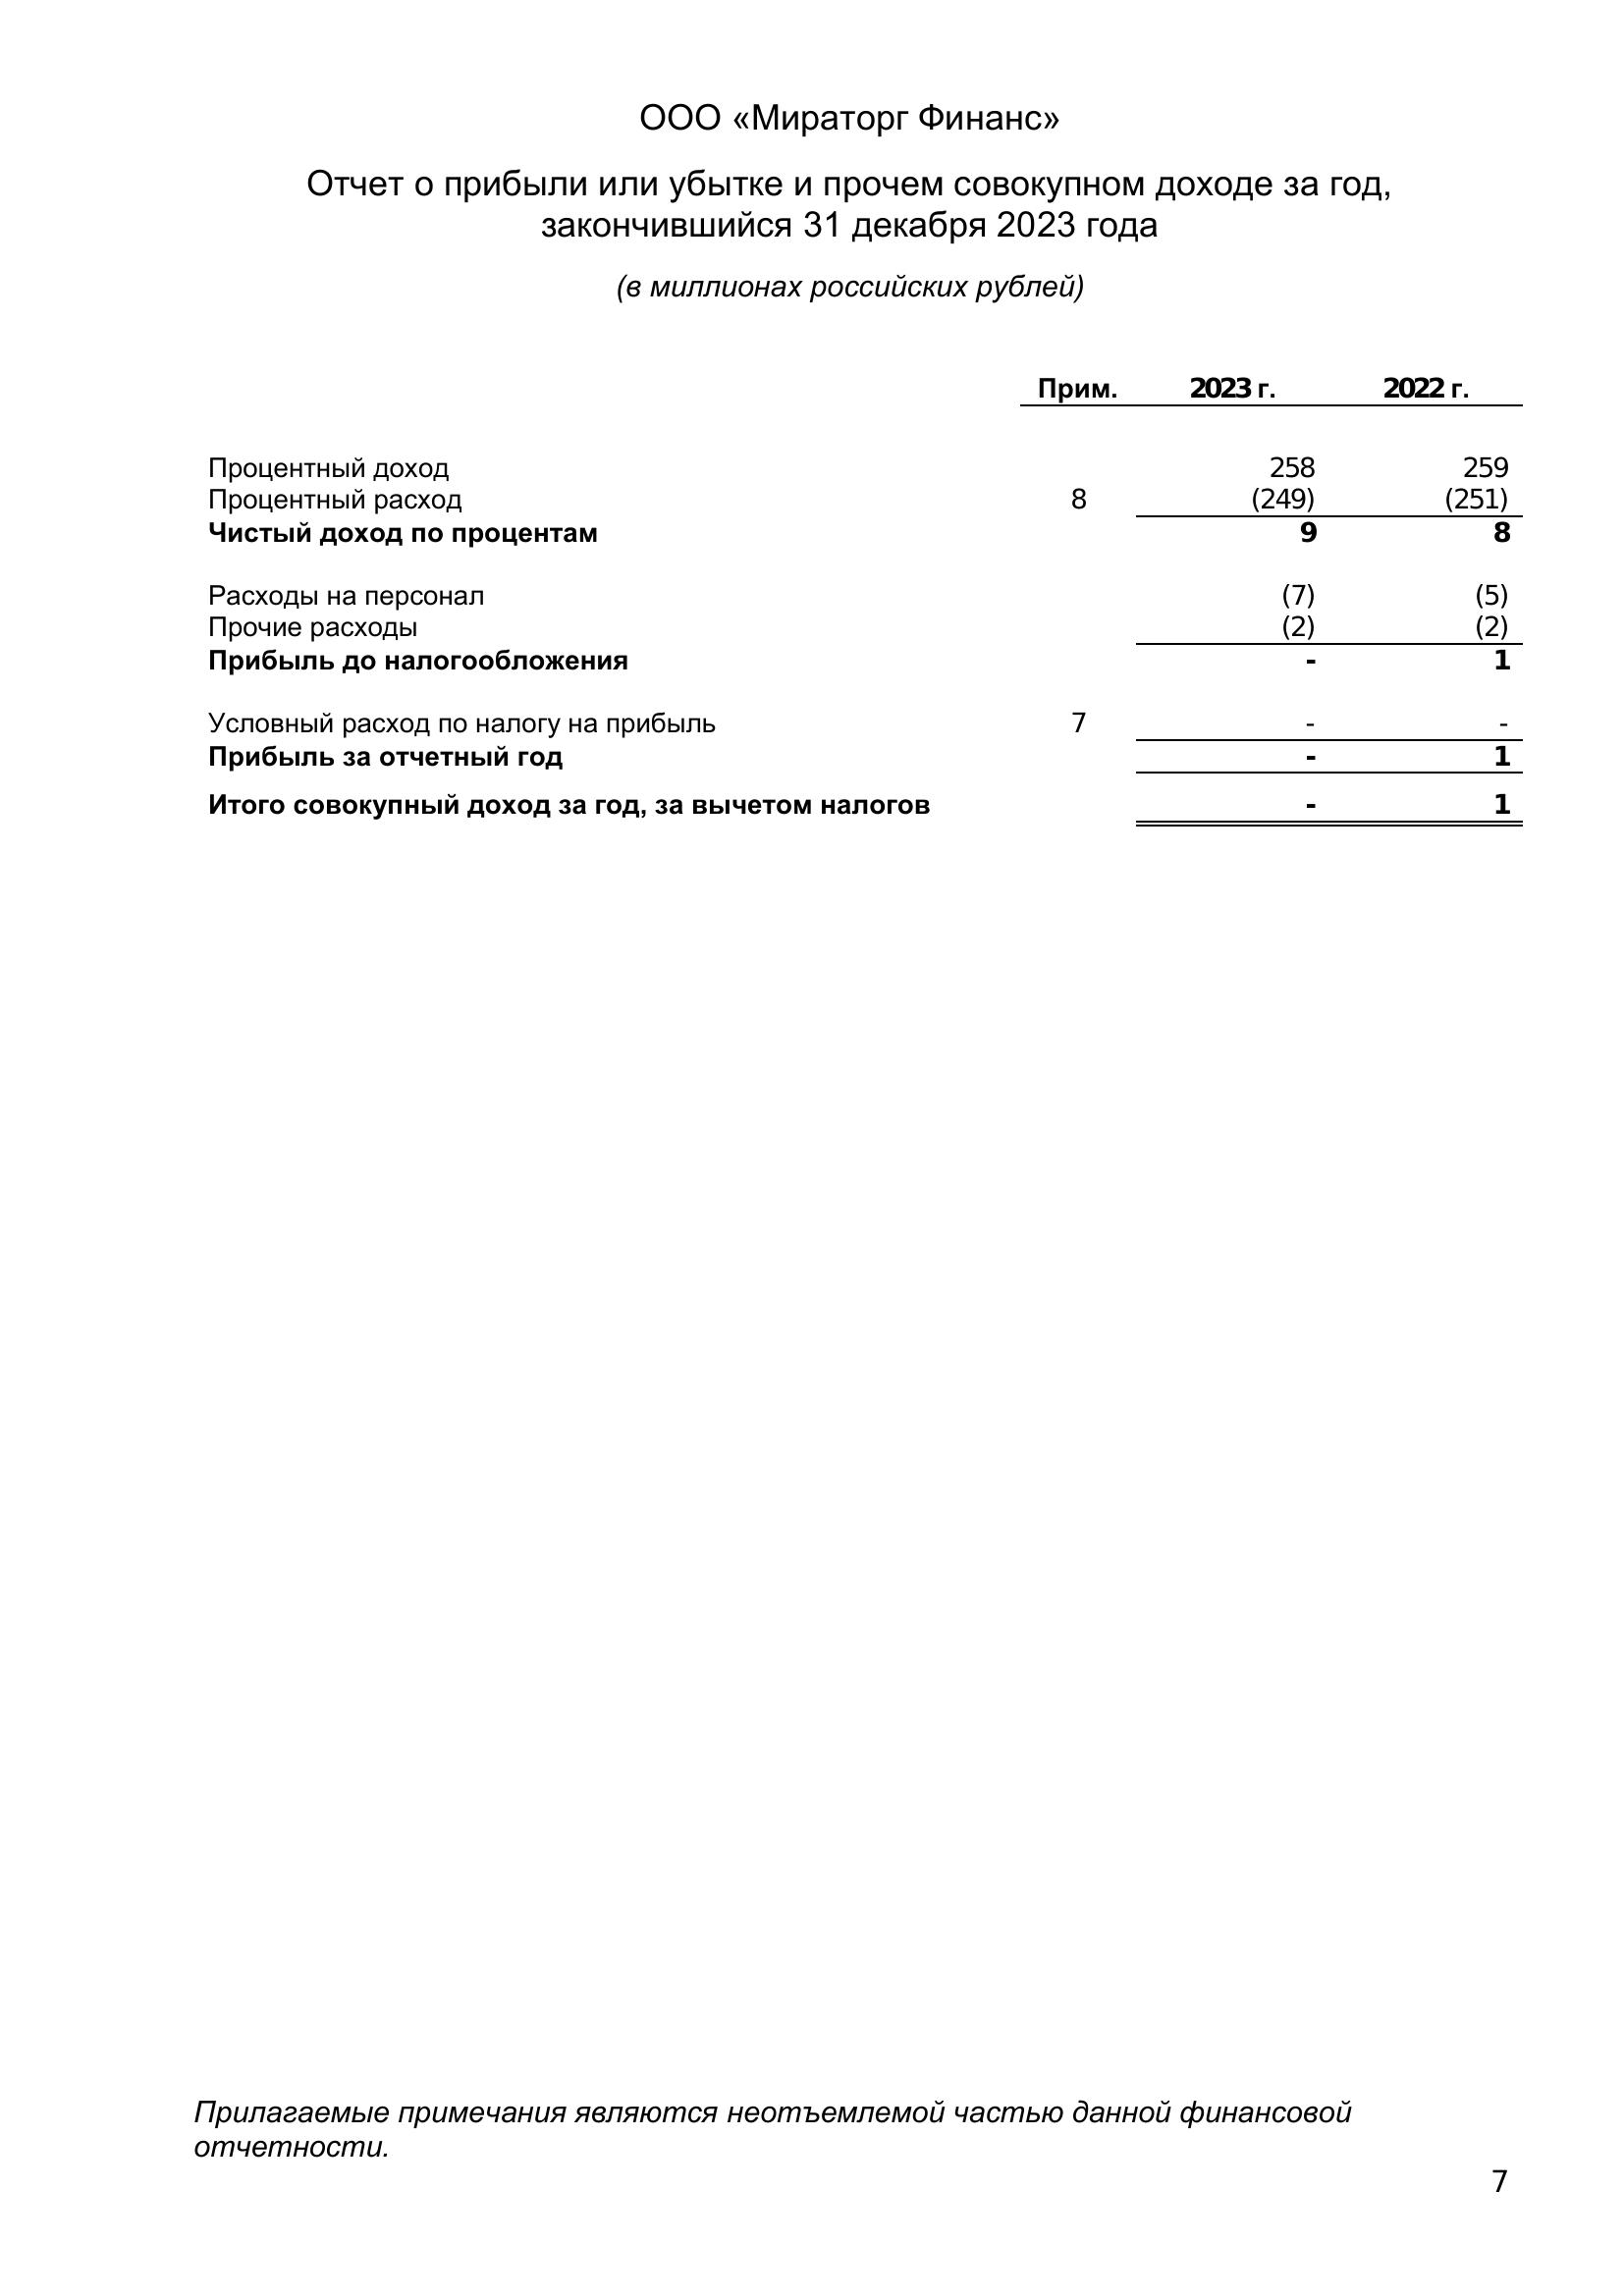 ООО «Мираторг Финанс»
Отчет о прибыли или убытке и прочем совокупном доходе за год,
закончившийся 31 декабря 2023 года
(в миллионах российских рублей)
Прим. 2023 г. 2022 г.
Процентный доход 258 259
Процентный расход 8 (249) (251)
Чистый доход по процентам 9 8
Расходы на персонал (7) (5)
Прочие расходы (2) (2)
Прибыль до налогообложения - 1
Условный расход по налогу на прибыль 7 - -
Прибыль за отчетный год - 1
Итого совокупный доход за год, за вычетом налогов - 1
Прилагаемые примечания являются неотъемлемой частью данной финансовой
отчетности.
7